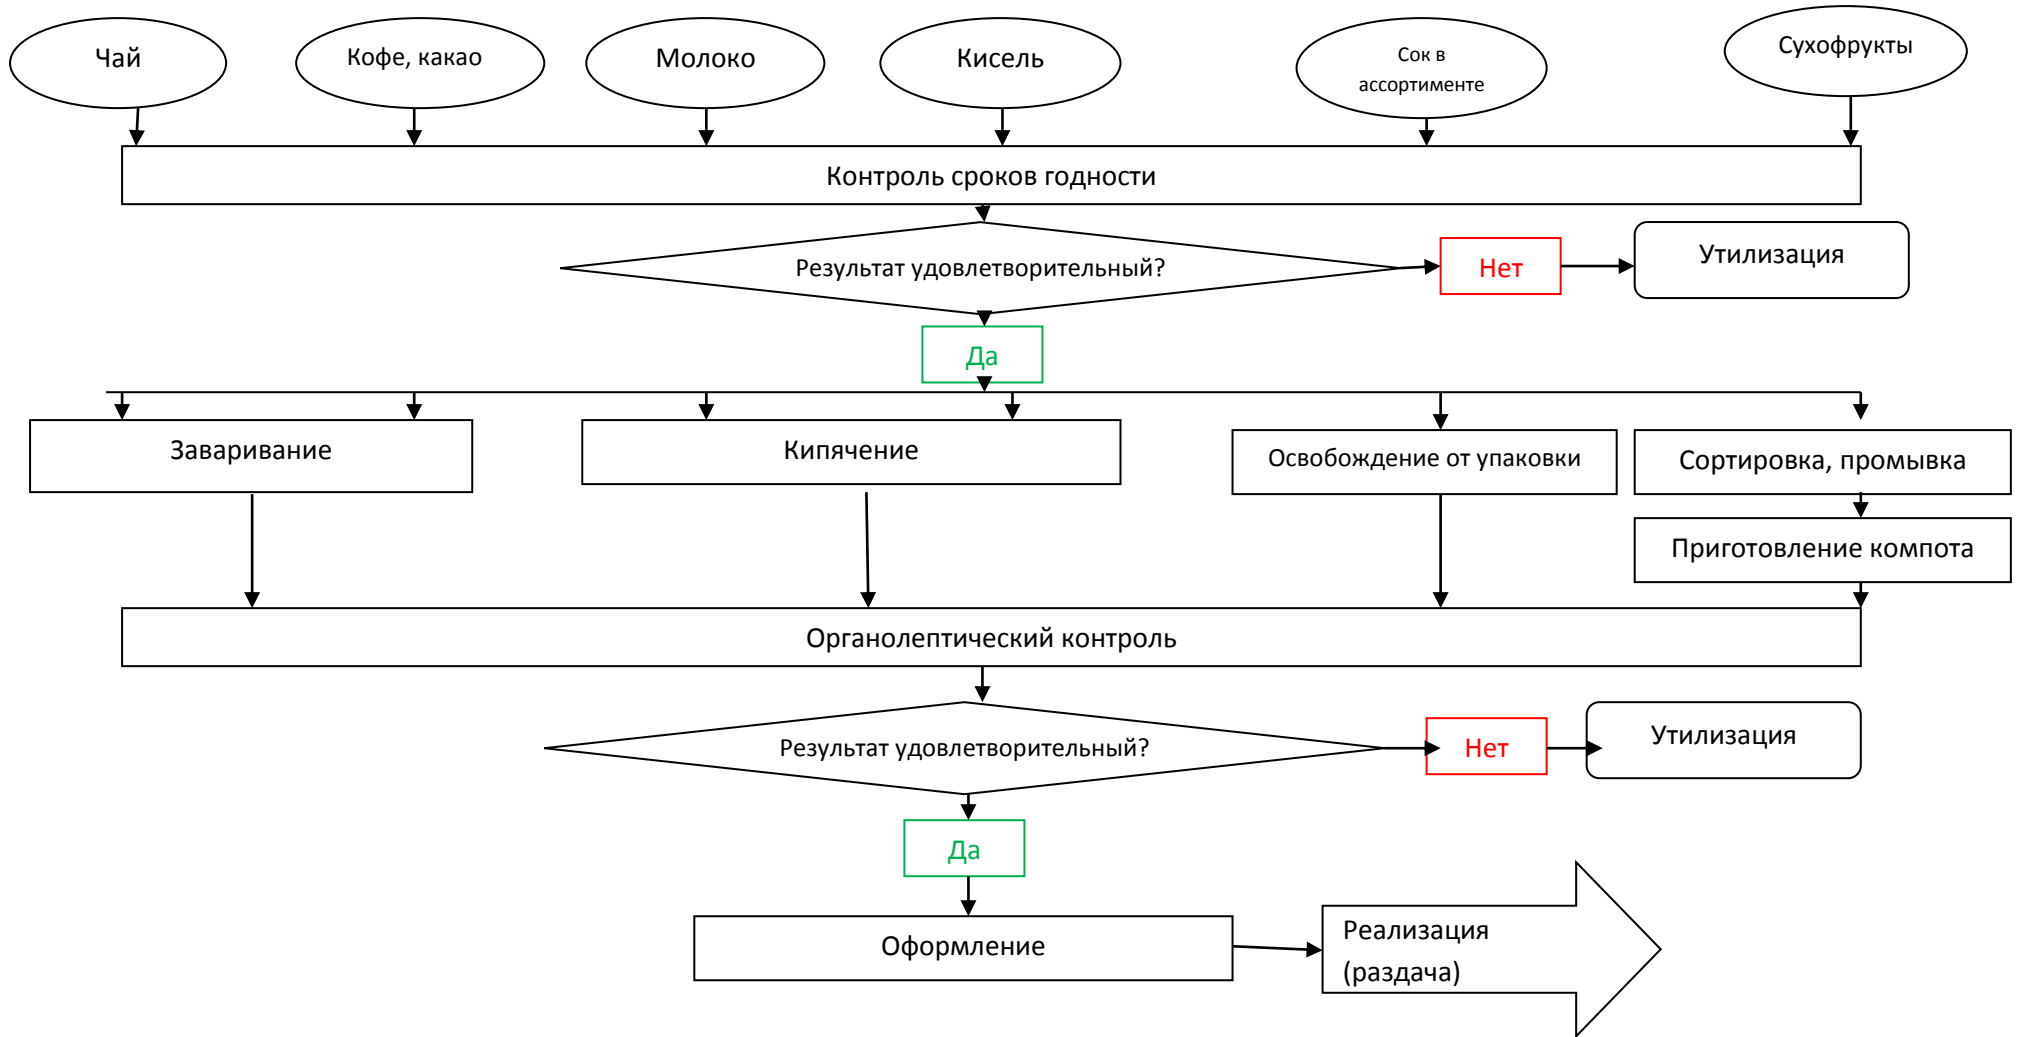 Чай
Кофе, какао
Молоко
Кисель
Сок в
ассортименте
Сухофрукты
Контроль сроков годности
Результат удовлетворительный?
Нет
Утилизация
Да
Заваривание
Кипячение
Освобождение от упаковки
Сортировка, промывка
Приготовление компота
Органолептический контроль
Результат удовлетворительный?
Нет
Утилизация
Да
Оформление
Реализация
(раздача)